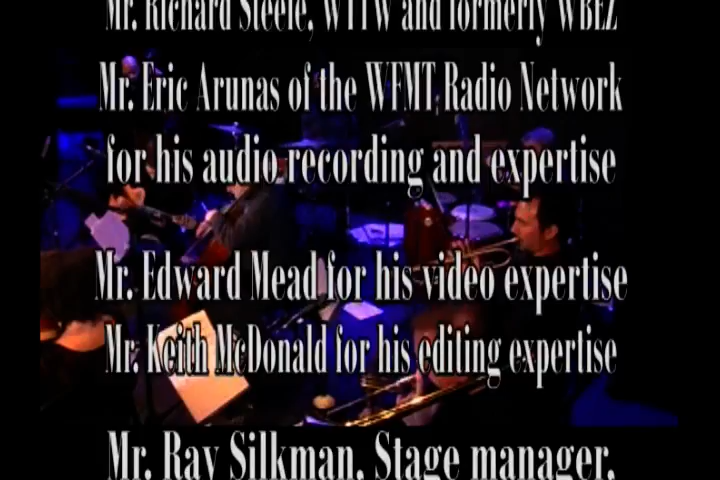 Mr. Richard Steele, WTTW and formerly WBEZ
Mr. Eric Arunas of the WFMT Radio Network
for his audio recording and expertise
Mr. Edward Mead for his video expertise
Mr. Keith McDonald for his editing expertise
Mr. Ray Silkman, Stage manager,